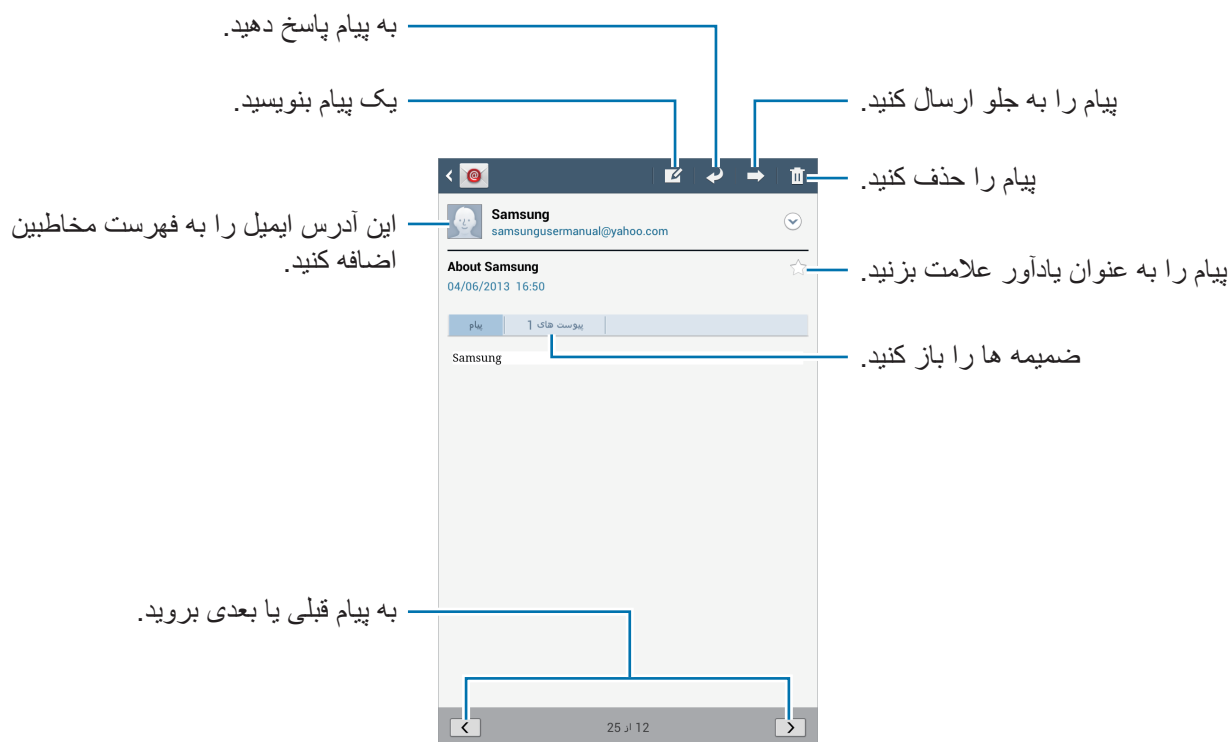 به پیام پاسخ دهید.
یک پیام بنویسید.
پیام را به جلو ارسال کنید.
پیام را حذف کنید.
Samsung
samsungusermanual@yahoo.com
این آدرس ایمیل را به فهرست مخاطبین
اضافه کنید.
About Samsung
04/06/2013 16:50
پیام را به عنوان یادآور علامت بزنید.
پیام
پیوست های 1
Samsung
ضمیمه ها را باز کنید.
به پیام قبلی یا بعدی بروید.
12 از 25